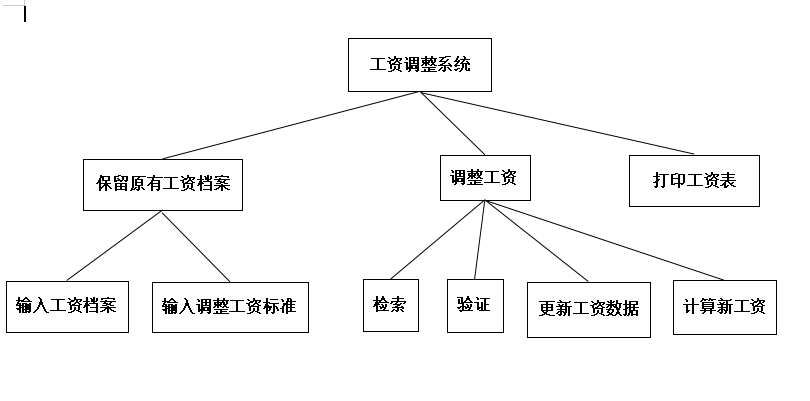 工资调整系统
保留原有工资档案
调整工资
打印工资表
输入工资档案
输入调整工资标准
检索
验证
更新工资数据
计算新工资